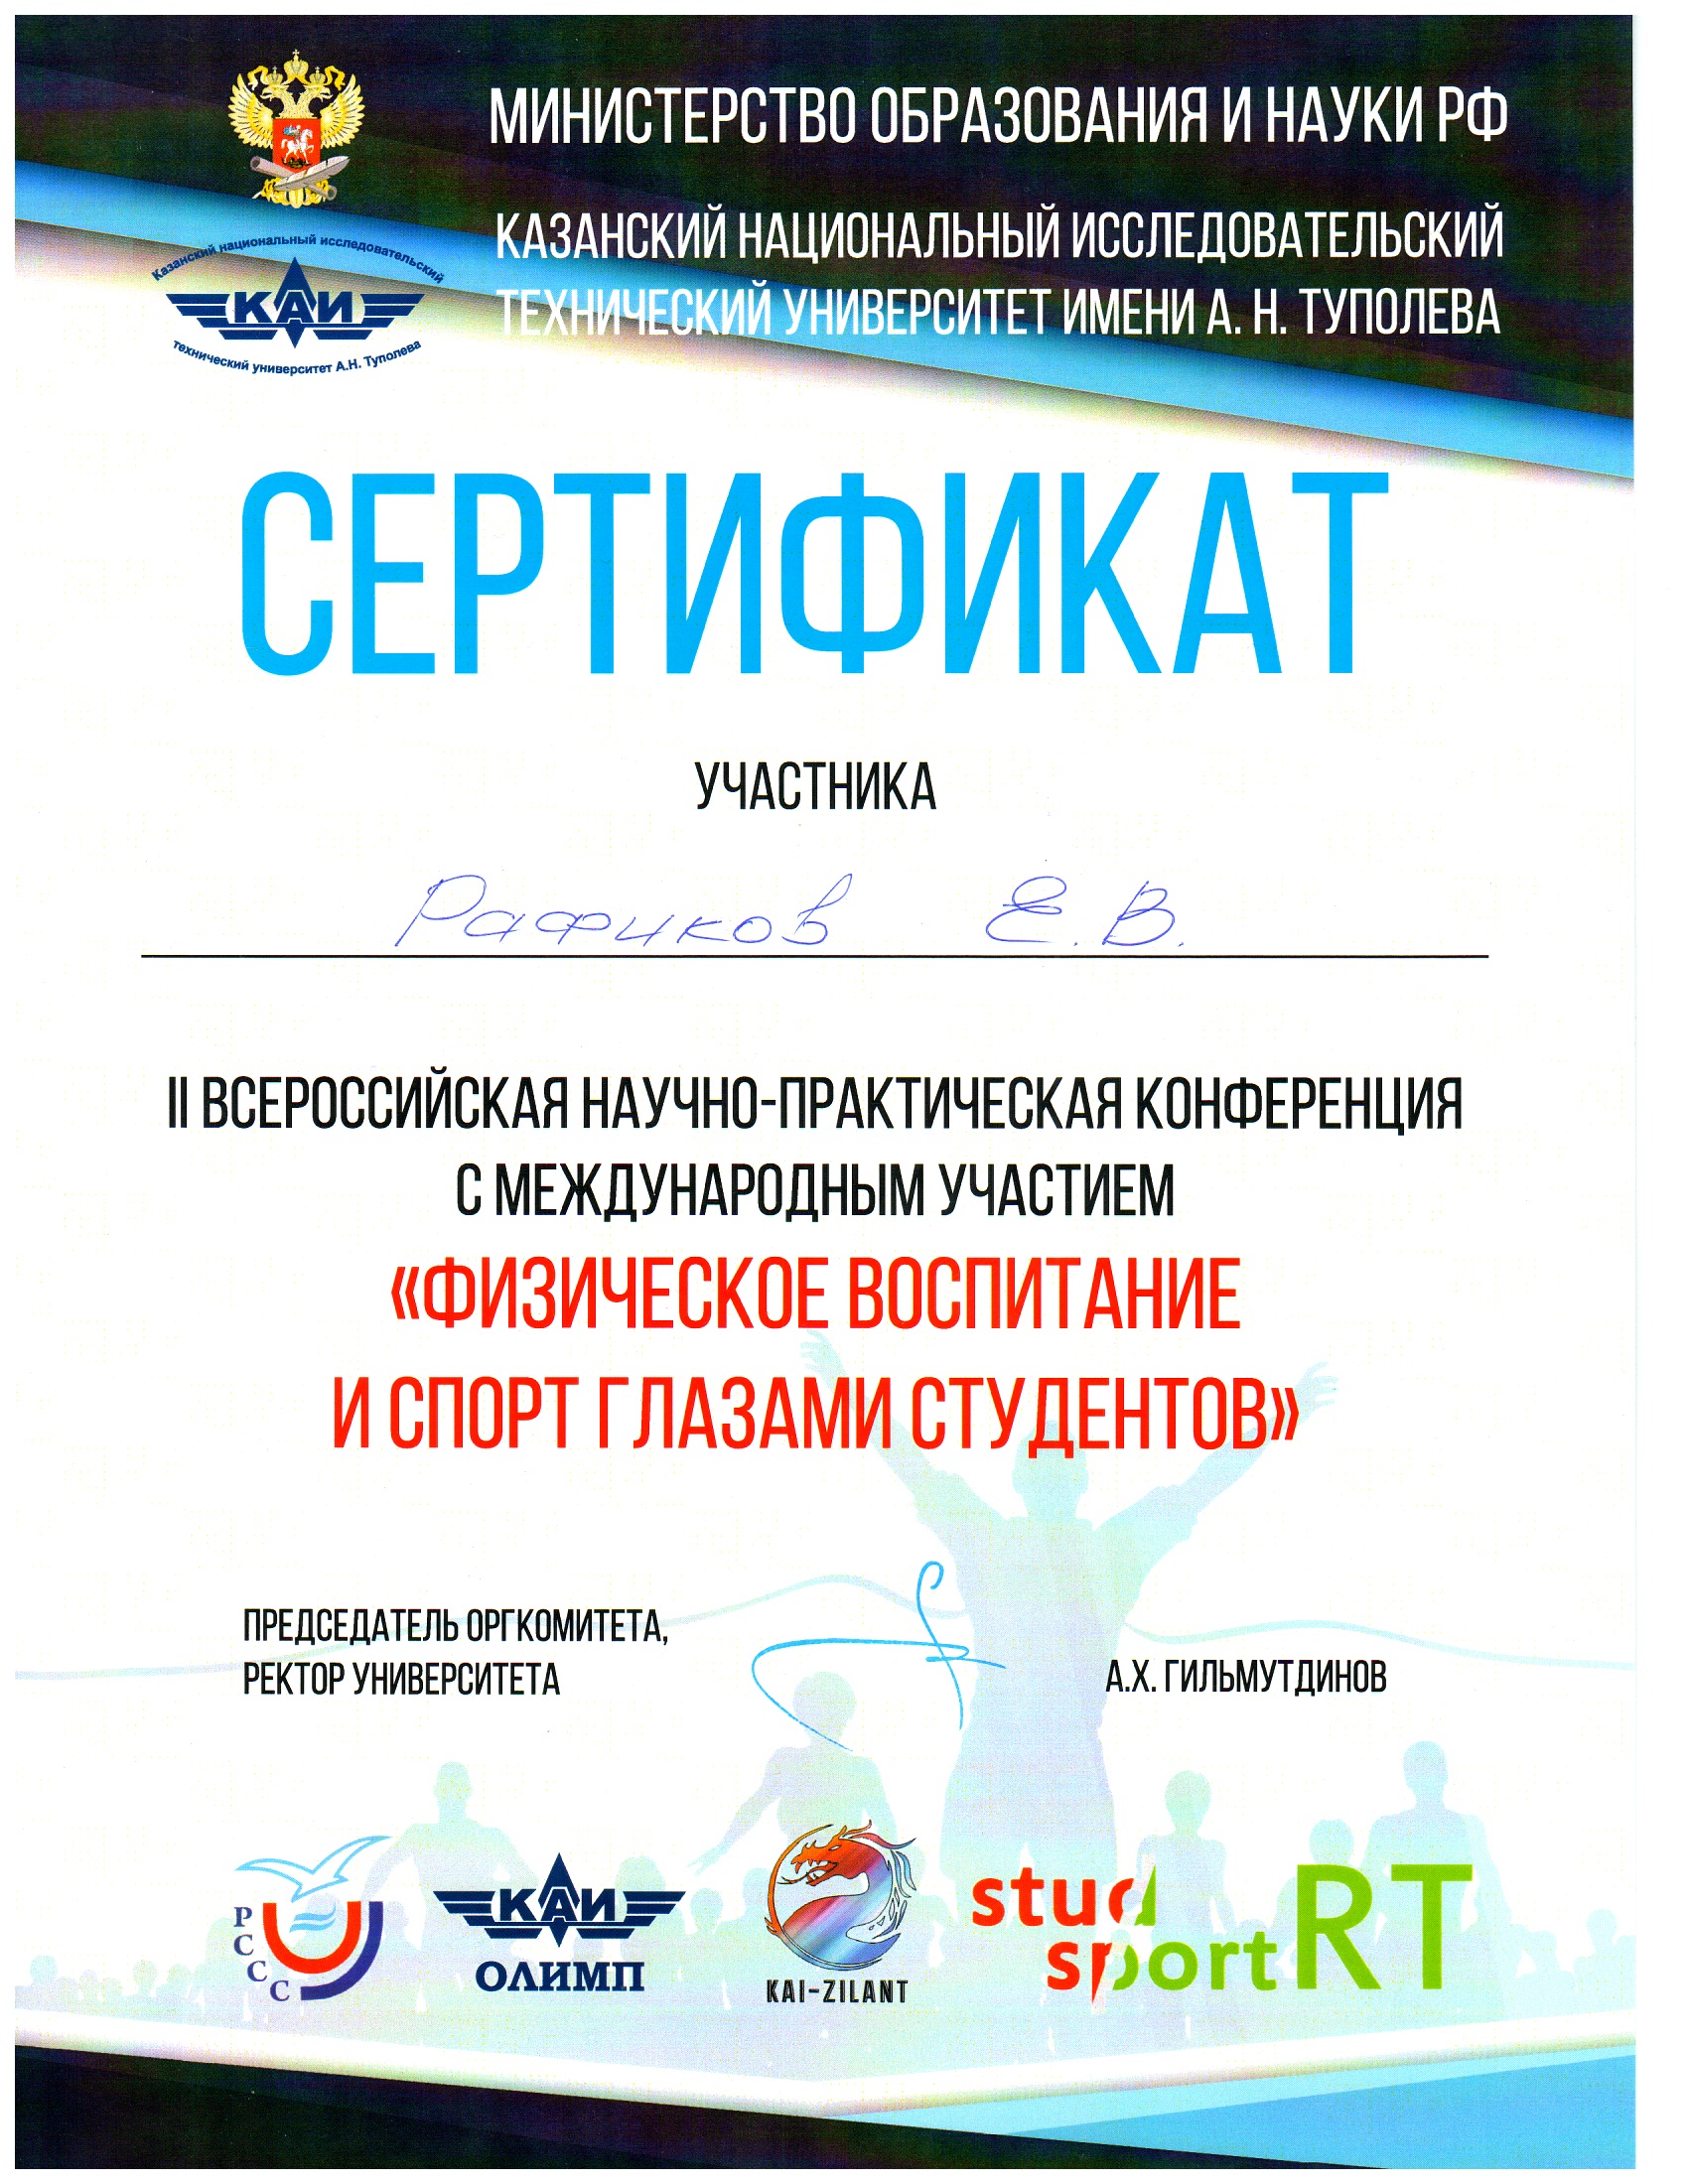 МИНИСТЕРСТВО ОБРАЗОВАНИЯ И НАУКИ РФ
КАЗАНСКИЙ НАЦИОНАЛЬНЫЙ ИССЛЕДОВАТЕЛЬСКИЙ
ТЕХНИЧЕСКИЙ УНИВЕРСИТЕТ ИМЕНИ А. Н. ТУПОЛЕВА
Казанский национальный исследовательский
КАИ
технический университет А.Н. Туполева
СЕРТИФИКАТ
УЧАСТНИКА
Рафиков Е.В.
II ВСЕРОССИЙСКАЯ НАУЧНО-ПРАКТИЧЕСКАЯ КОНФЕРЕНЦИЯ
С МЕЖДУНАРОДНЫМ УЧАСТИЕМ
«ФИЗИЧЕСКОЕ ВОСПИТАНИЕ
И СПОРТ ГЛАЗАМИ СТУДЕНТОВ»
ПРЕДСЕДАТЕЛЬ ОРГКОМИТЕТА,
РЕКТОР УНИВЕРСИТЕТА
А.Х. ГИЛЬМУТДИНОВ
РССС
КАИ
ОЛИМП
KAI-ZILANT
stud
sport RT